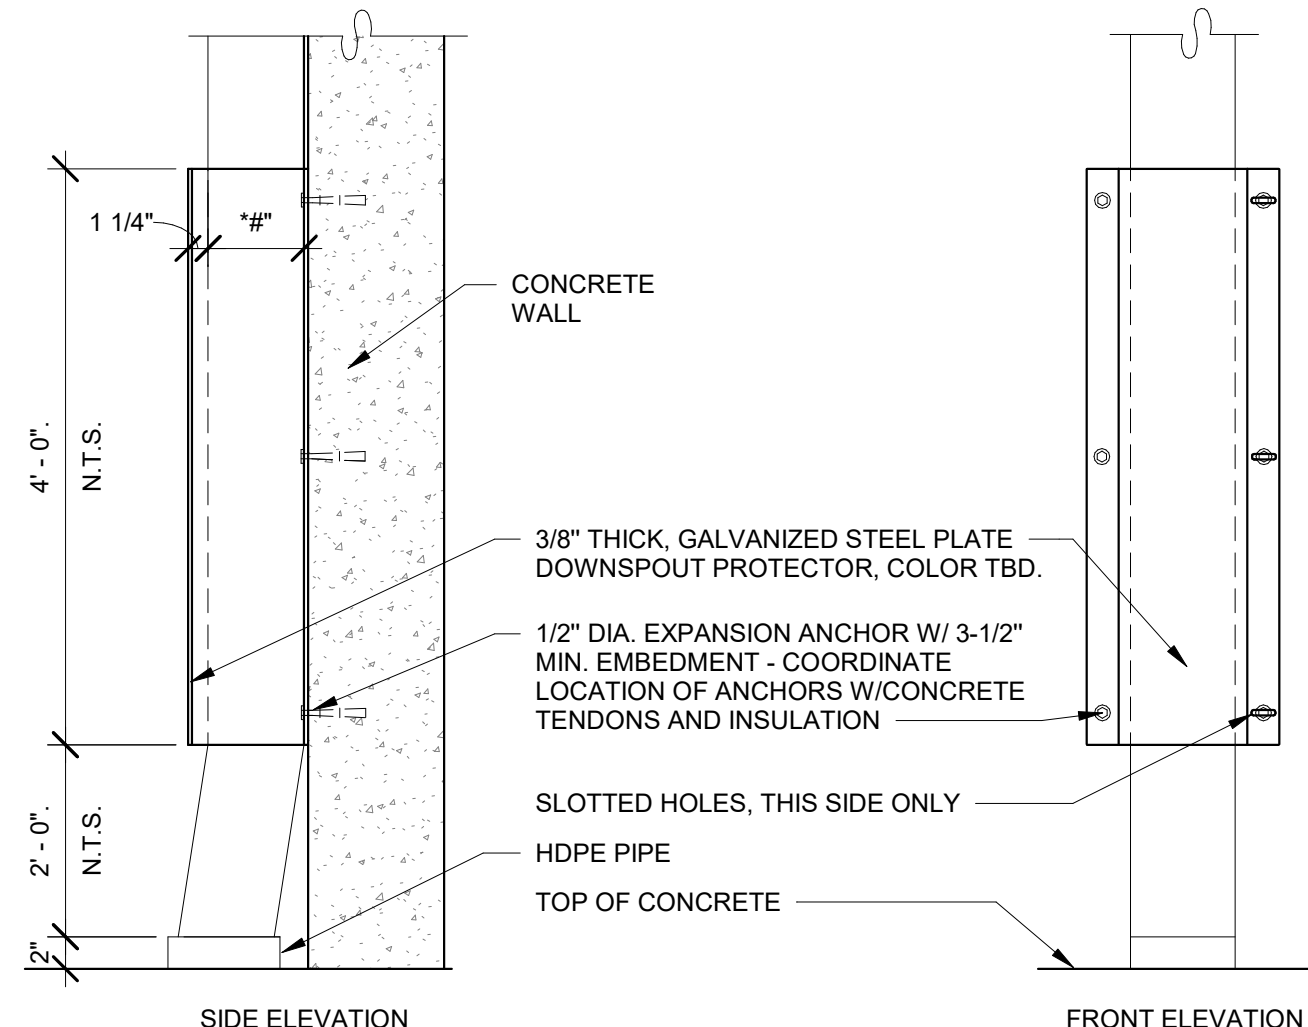 1 1/4"
*#"
CONCRETE
WALL
4' - 0".
N.T.S.
3/8" THICK, GALVANIZED STEEL PLATE
DOWNSPOUT PROTECTOR, COLOR TBD.
1/2" DIA. EXPANSION ANCHOR W/ 3-1/2"
MIN. EMBEDMENT - COORDINATE
LOCATION OF ANCHORS W/CONCRETE
TENDONS AND INSULATION
SLOTTED HOLES, THIS SIDE ONLY
2' - 0".
N.T.S.
HDPE PIPE
TOP OF CONCRETE
2"
SIDE ELEVATION
FRONT ELEVATION